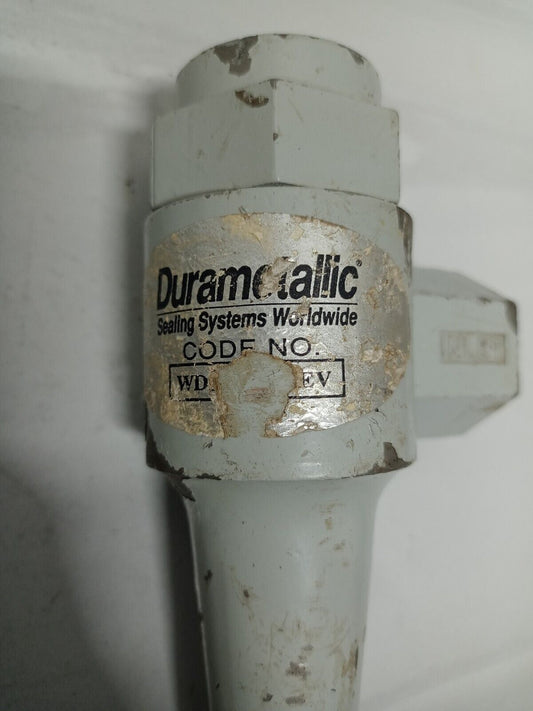 Durametallic®
Sealing Systems Worldwide
CODE NO.
WD EV